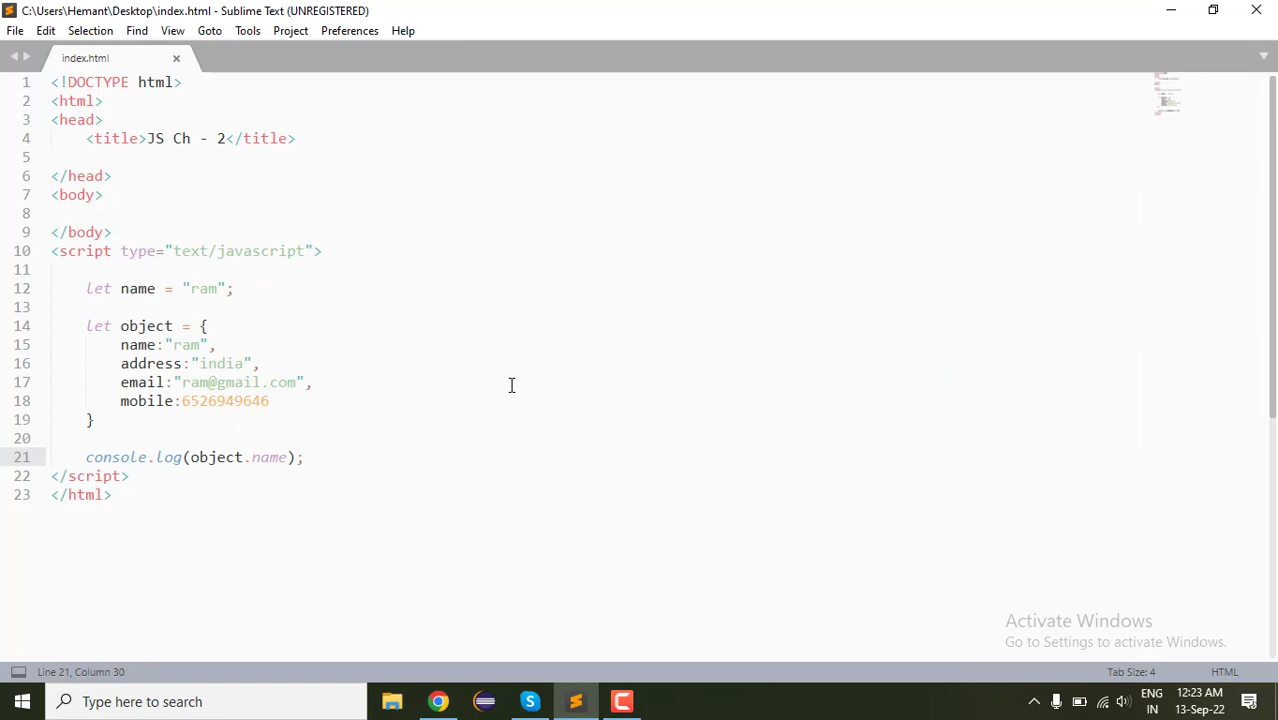 C:\Users\Hemant\Desktop\index.html - Sublime Text (UNREGISTERED)
File Edit Selection Find View Goto Tools Project Preferences Help
index.html
1 <!DOCTYPE html>
2 <html>
3 <head>
4 <title>JS Ch - 2</title>
5
6 </head>
7 <body>
8
9 </body>
10 <script type="text/javascript">
11
12 let name = "ram";
13
14 let object = {
15 name:"ram",
16 address:"india",
17 email:"ram@gmail.com",
18 mobile:6526949646
19 }
20
21 console.log(object.name);
22 </script>
23 </html>
Activate Windows
Go to Settings to activate Windows.
Line 21, Column 30 Tab Size: 4 HTML
Type here to search
ENG 12:23 AM
IN 13-Sep-22